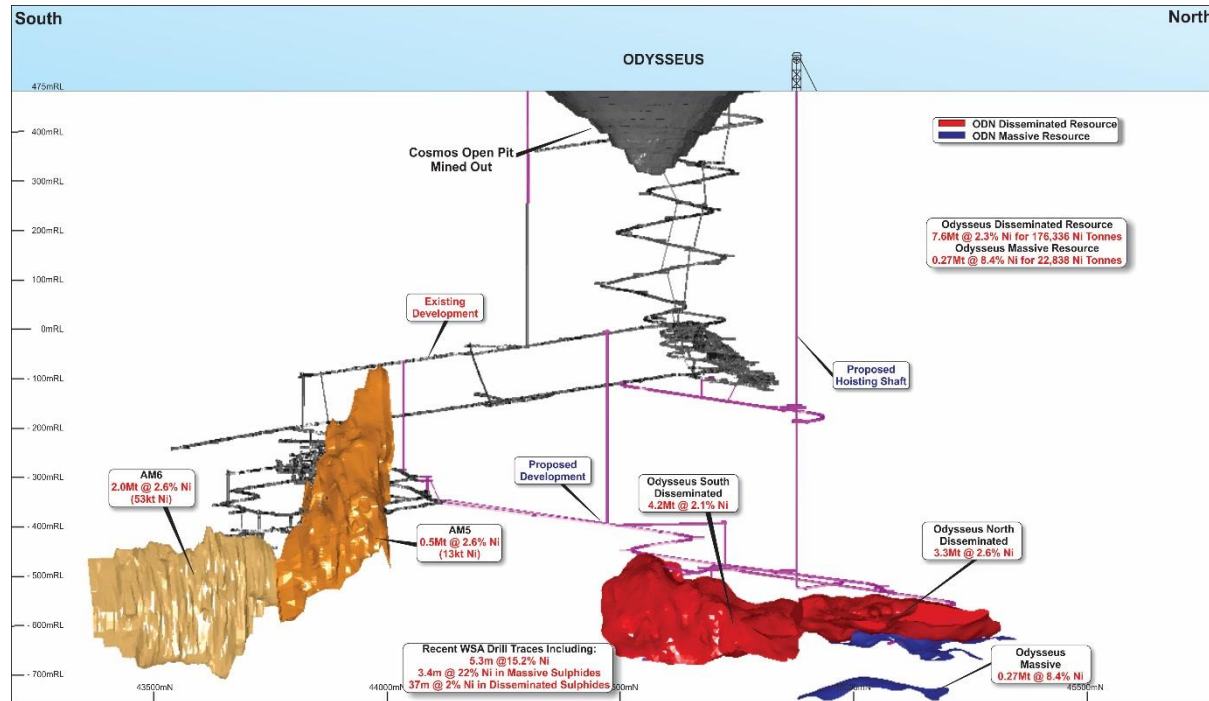 South
North
ODYSSEUS
475mRL
400mRL
300mRL
200mRL
100mRL
0mRL
- 100mRL
- 200mRL
- 300mRL
- 400mRL
- 500mRL
- 600mRL
- 700mRL
Cosmos Open Pit
Mined Out
ODN Disseminated Resource
ODN Massive Resource
Odysseus Disseminated Resource
7.6Mt @ 2.3% Ni for 176,336 Ni Tonnes
Odysseus Massive Resource
0.27Mt @ 8.4% Ni for 22,838 Ni Tonnes
Existing
Development
Proposed
Hoisting Shaft
AM6
2.0Mt @ 2.6% Ni
(53kt Ni)
Proposed
Development
Odysseus South
Disseminated
4.2Mt @ 2.1% Ni
AM5
0.5Mt @ 2.6% Ni
(13kt Ni)
Odysseus North
Disseminated
3.3Mt @ 2.6% Ni
Recent WSA Drill Traces Including:
5.3m @15.2% Ni
3.4m @ 22% Ni in Massive Sulphides
37m @ 2% Ni in Disseminated Sulphides
Odysseus
Massive
0.27Mt @ 8.4% Ni
43500mN
44000mN
45500mN